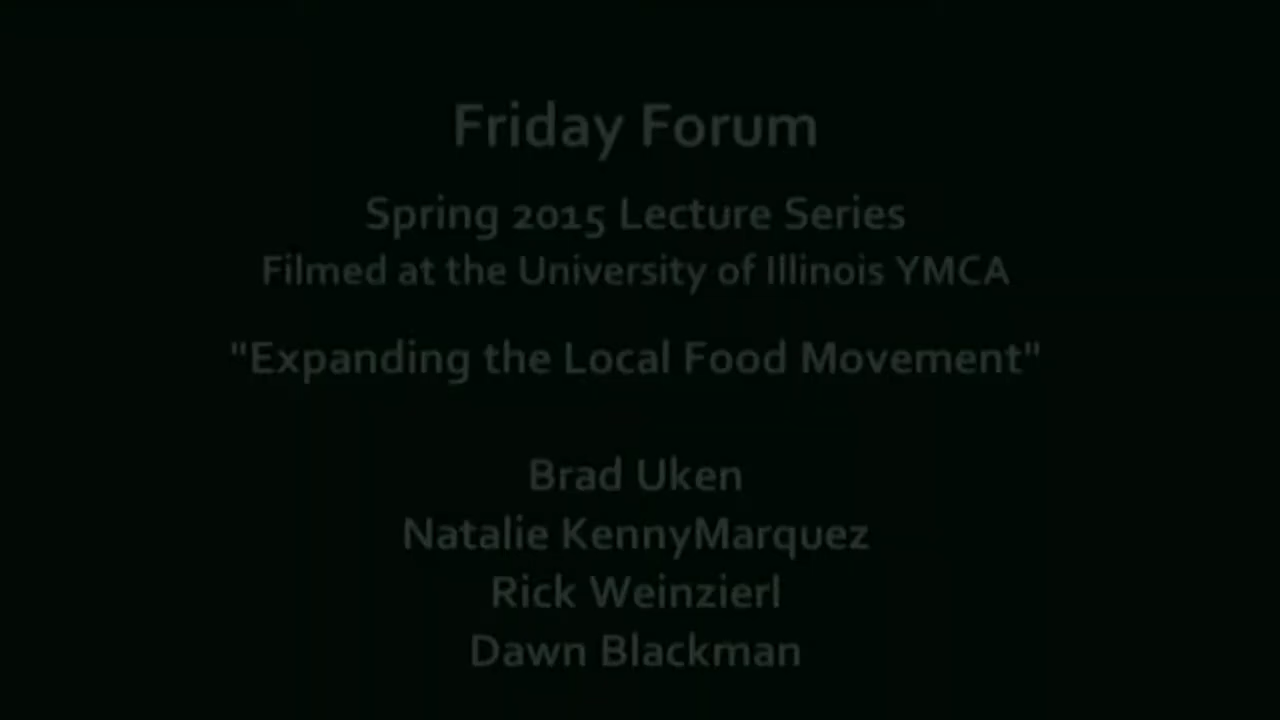 Friday Forum
Spring 2015 Lecture Series
Filmed at the University of Illinois YMCA
"Expanding the Local Food Movement"
Brad Uken
Natalie KennyMarquez
Rick Weinzierl
Dawn Blackman